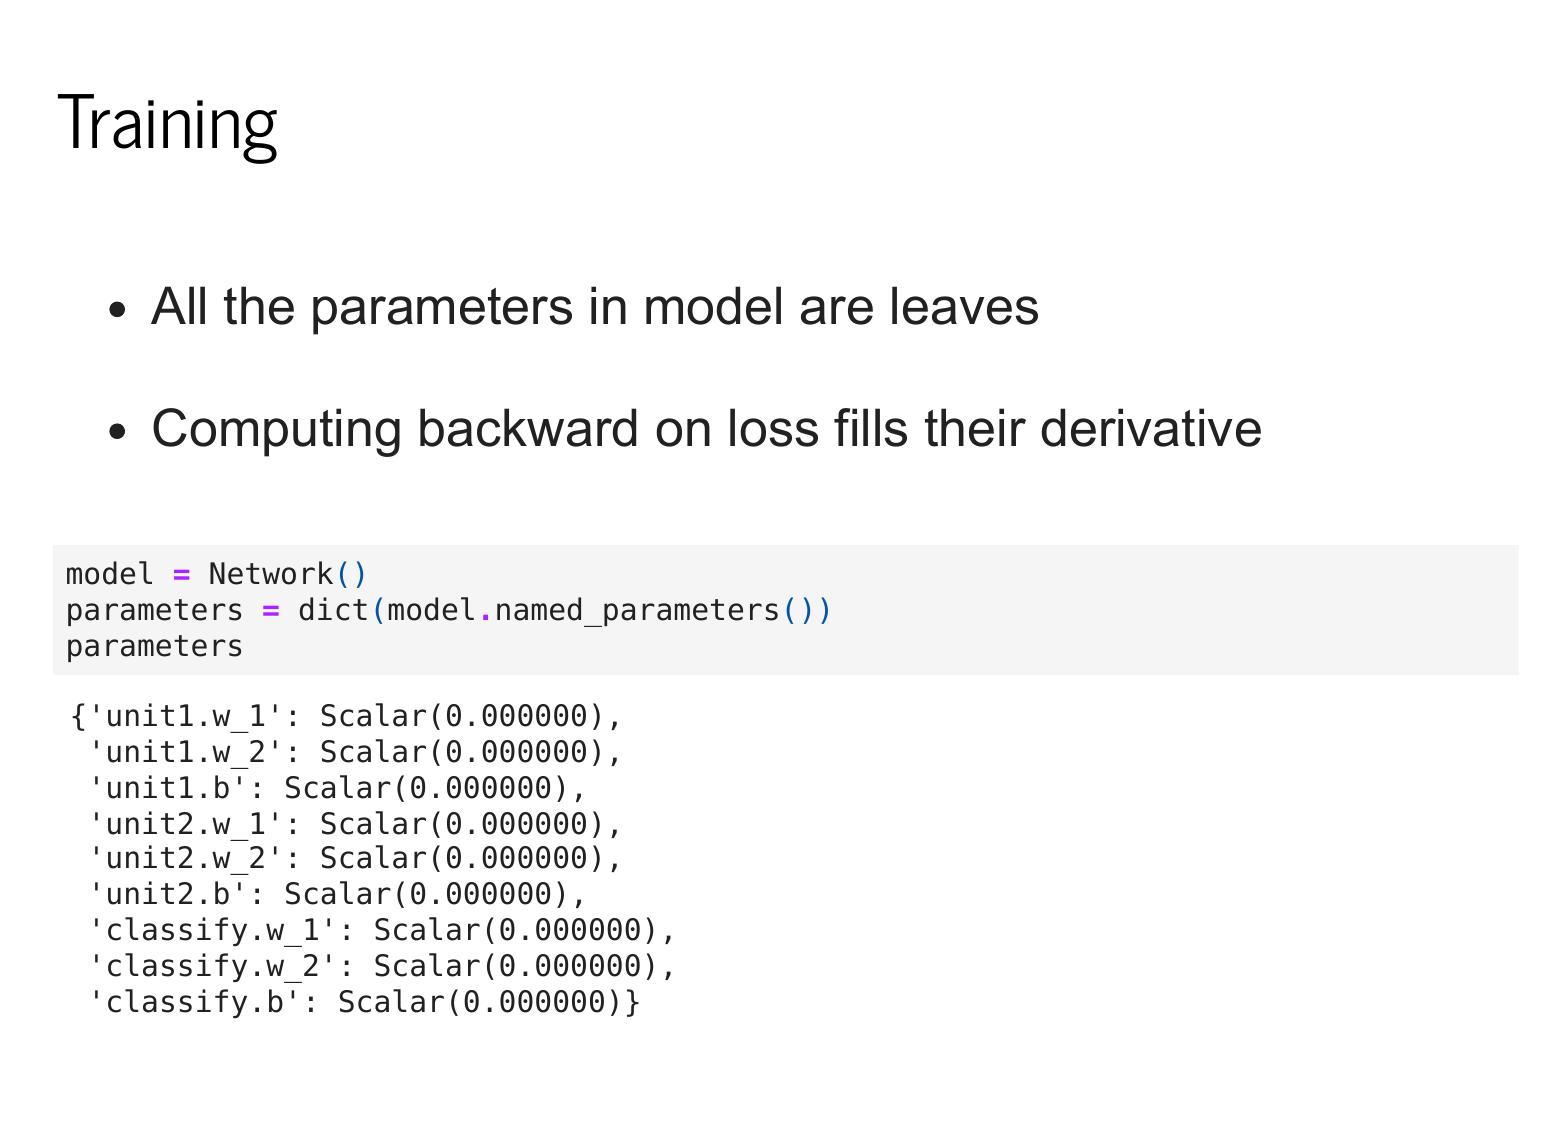 Training
• All the parameters in model are leaves
• Computing backward on loss fills their derivative
model = Network()
parameters = dict(model.named_parameters())
parameters
{'unit1.w_1': Scalar(0.000000),
 'unit1.w_2': Scalar(0.000000),
 'unit1.b': Scalar(0.000000),
 'unit2.w_1': Scalar(0.000000),
 'unit2.w_2': Scalar(0.000000),
 'unit2.b': Scalar(0.000000),
 'classify.w_1': Scalar(0.000000),
 'classify.w_2': Scalar(0.000000),
 'classify.b': Scalar(0.000000)}